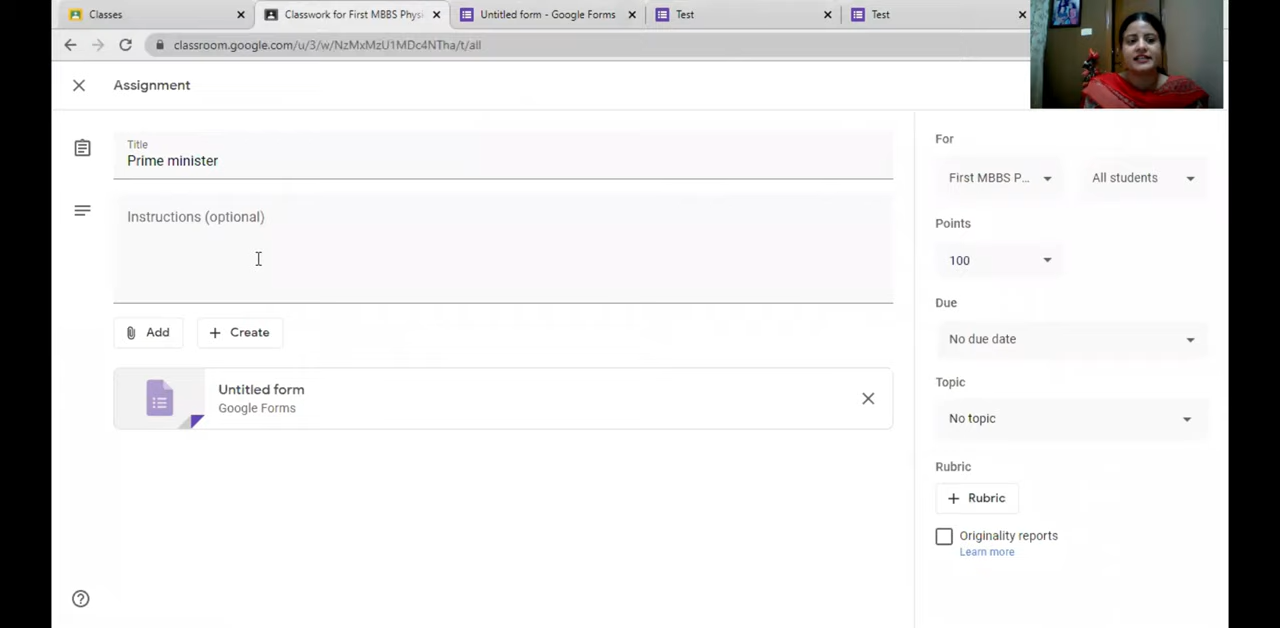 Classes
Classwork for First MBBS Phys
Untitled form - Google Forms
Test
Test
classroom.google.com/u/3/w/NzMxMzU1MDc4NTha/t/all
Assignment
Title
Prime minister
Instructions (optional)
Add
Create
Untitled form
Google Forms
For
First MBBS P...
All students
Points
100
Due
No due date
Topic
No topic
Rubric
+ Rubric
Originality reports
Learn more